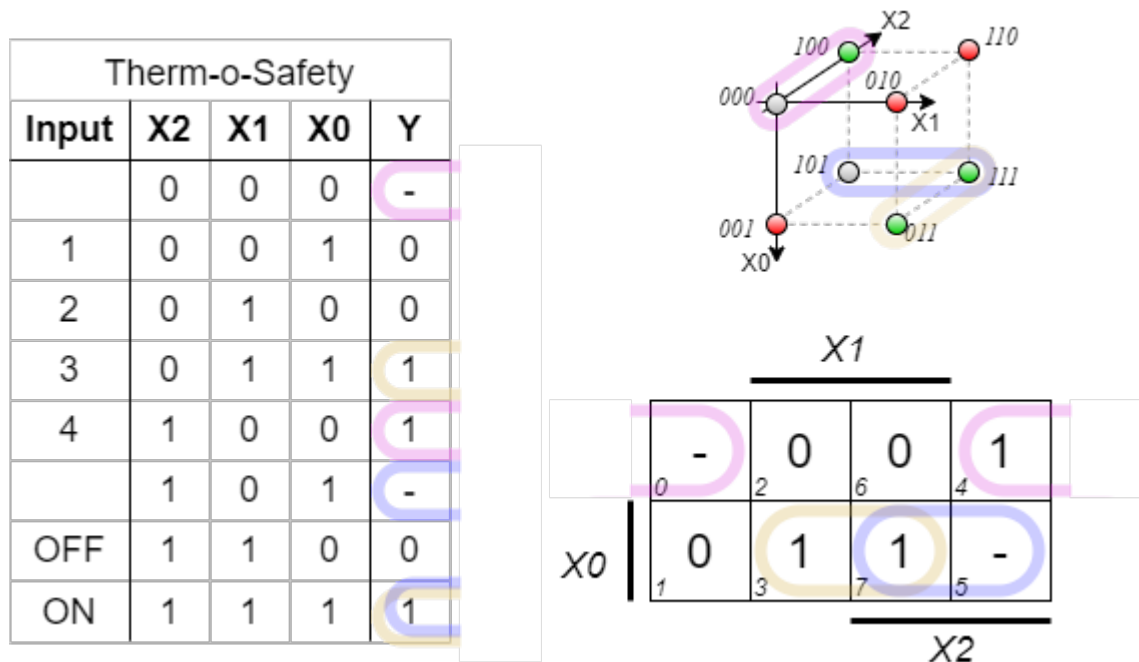 Therm-o-Safety
Input X2 X1 X0 Y
0 0 0 -
1 0 0 1 0
2 0 1 0 0
3 0 1 1 1
4 1 0 0 1
1 0 1 -
OFF 1 1 0 0
ON 1 1 1 1
X2
100
110
000
010
X1
101
111
001
011
X0
X1
- 0 0 1
0 2 6 4
X0
0 1 1 -
1 3 7 5
X2